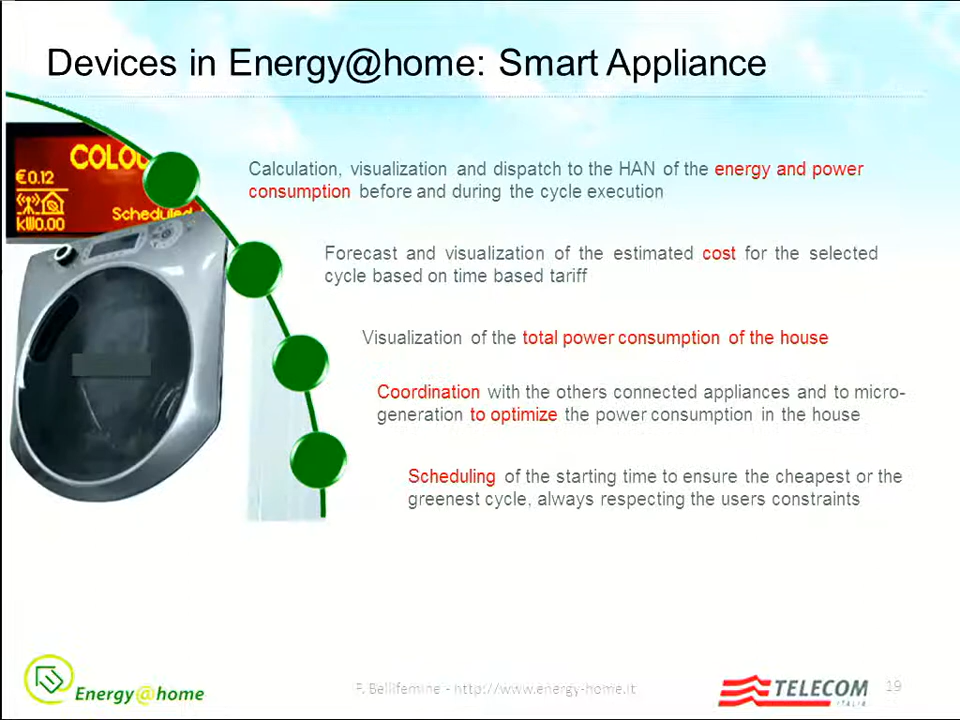 Devices in Energy@home: Smart Appliance
COLOU
€0.12
Scheduled
kW0.00
Calculation, visualization and dispatch to the HAN of the energy and power
consumption before and during the cycle execution
Forecast and visualization of the estimated cost for the selected
cycle based on time based tariff
Visualization of the total power consumption of the house
Coordination with the others connected appliances and to micro-
generation to optimize the power consumption in the house
Scheduling of the starting time to ensure the cheapest or the
greenest cycle, always respecting the users constraints
Energy@home
F. Bellifemine - http://www.energy-home.it
TELECOM
ITALIA
19